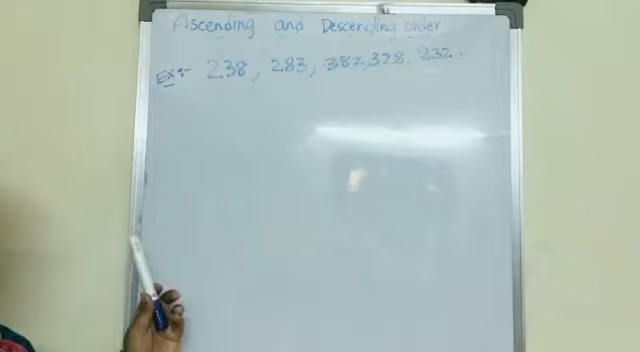 Ascending and Descending order
Ex:- 238, 283, 382, 328, 832.